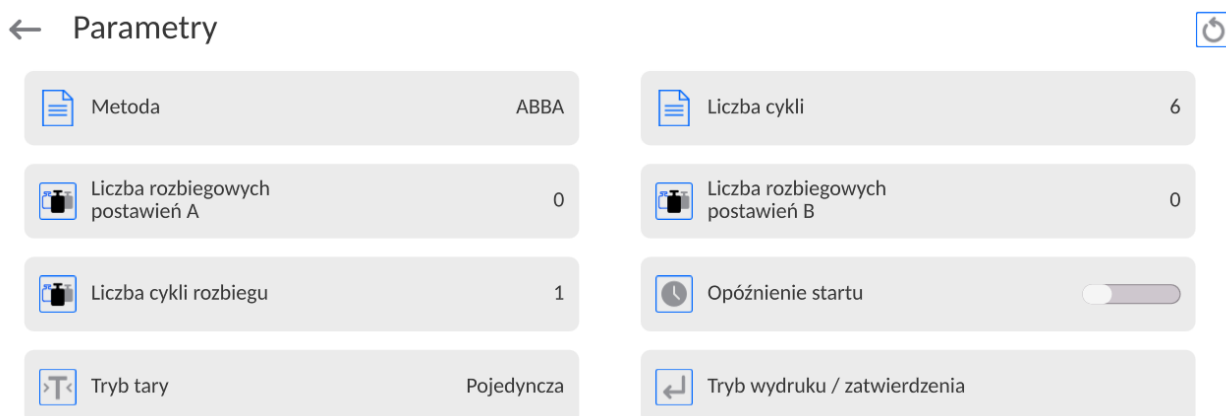 Parametry
Metoda ABBA
Liczba cykli 6
Liczba rozbiegowych
postawień A 0
Liczba rozbiegowych
postawień B 0
Liczba cykli rozbiegu 1
Opóźnienie startu
Tryb tary Pojedyncza
Tryb wydruku / zatwierdzenia